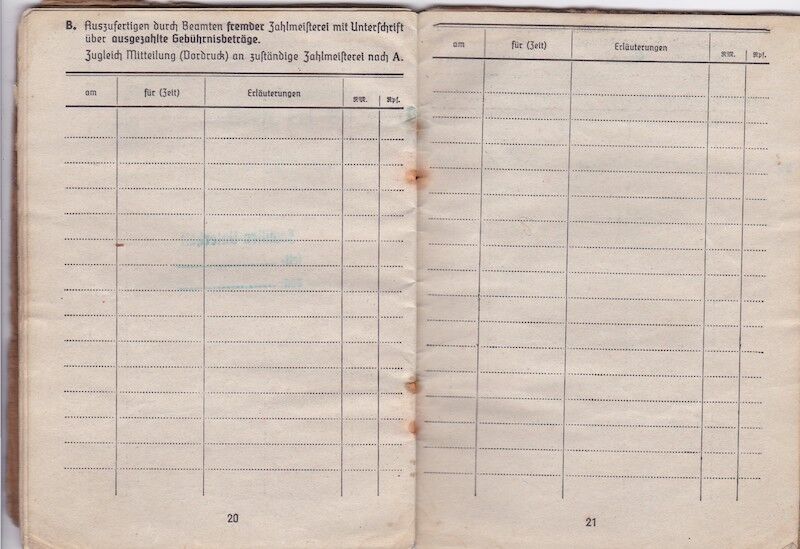 B. Auszufertigen durch Beamten fremder Zahlmeisterei mit Unterschrift
über ausgezahlte Gebührnisbeträge.
Zugleich Mitteilung (Vordruck) an zuständige Zahlmeisterei nach A.
am für (Zeit) Erläuterungen RM. Rpf.
20
am für (Zeit) Erläuterungen RM. Rpf.
21